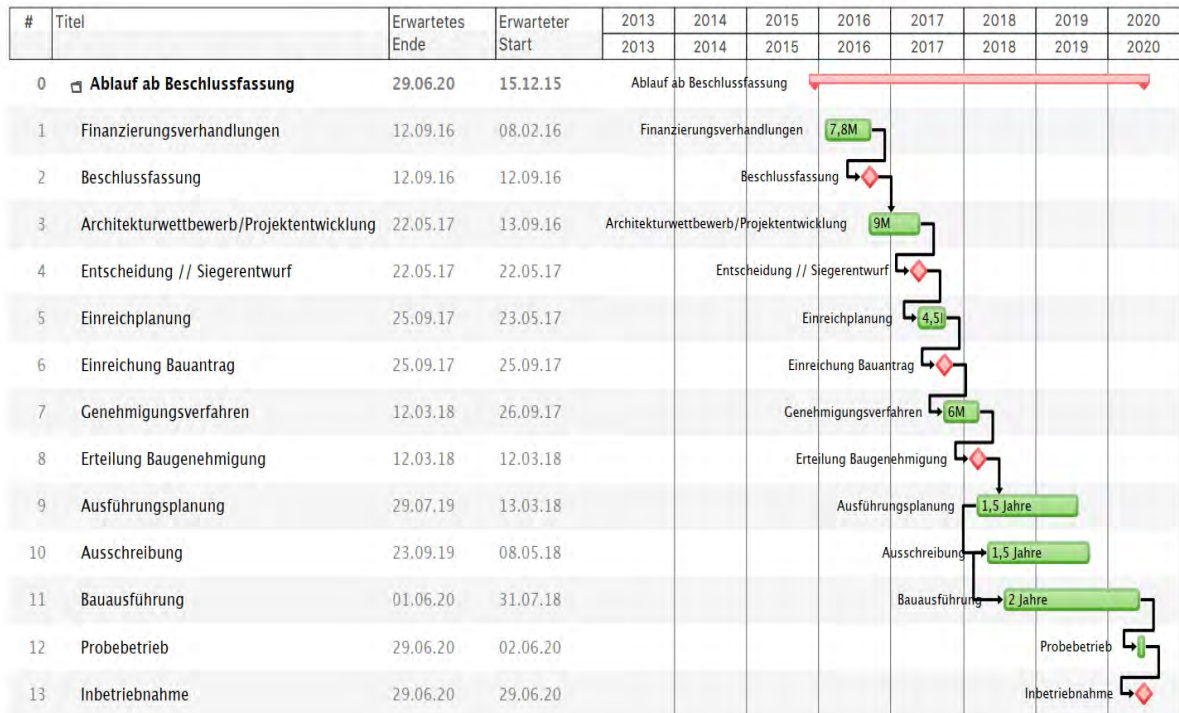 # Titel Erwartetes Ende Erwarteter Start 2013 2014 2015 2016 2017 2018 2019 2020
2013 2014 2015 2016 2017 2018 2019 2020
0 Ablauf ab Beschlussfassung 29.06.20 15.12.15 Ablauf ab Beschlussfassung
1 Finanzierungsverhandlungen 12.09.16 08.02.16 Finanzierungsverhandlungen 7,8M
2 Beschlussfassung 12.09.16 12.09.16 Beschlussfassung
3 Architekturwettbewerb/Projektentwicklung 22.05.17 13.09.16 Architekturwettbewerb/Projektentwicklung 9M
4 Entscheidung // Siegerentwurf 22.05.17 22.05.17 Entscheidung // Siegerentwurf
5 Einreichplanung 25.09.17 23.05.17 Einreichplanung 4,5
6 Einreichung Bauantrag 25.09.17 25.09.17 Einreichung Bauantrag
7 Genehmigungsverfahren 12.03.18 26.09.17 Genehmigungsverfahren 6M
8 Erteilung Baugenehmigung 12.03.18 12.03.18 Erteilung Baugenehmigung
9 Ausführungsplanung 29.07.19 13.03.18 Ausführungsplanung 1,5 Jahre
10 Ausschreibung 23.09.19 08.05.18 Ausschreibung 1,5 Jahre
11 Bauausführung 01.06.20 31.07.18 Bauausführung 2 Jahre
12 Probebetrieb 29.06.20 02.06.20 Probebetrieb
13 Inbetriebnahme 29.06.20 29.06.20 Inbetriebnahme